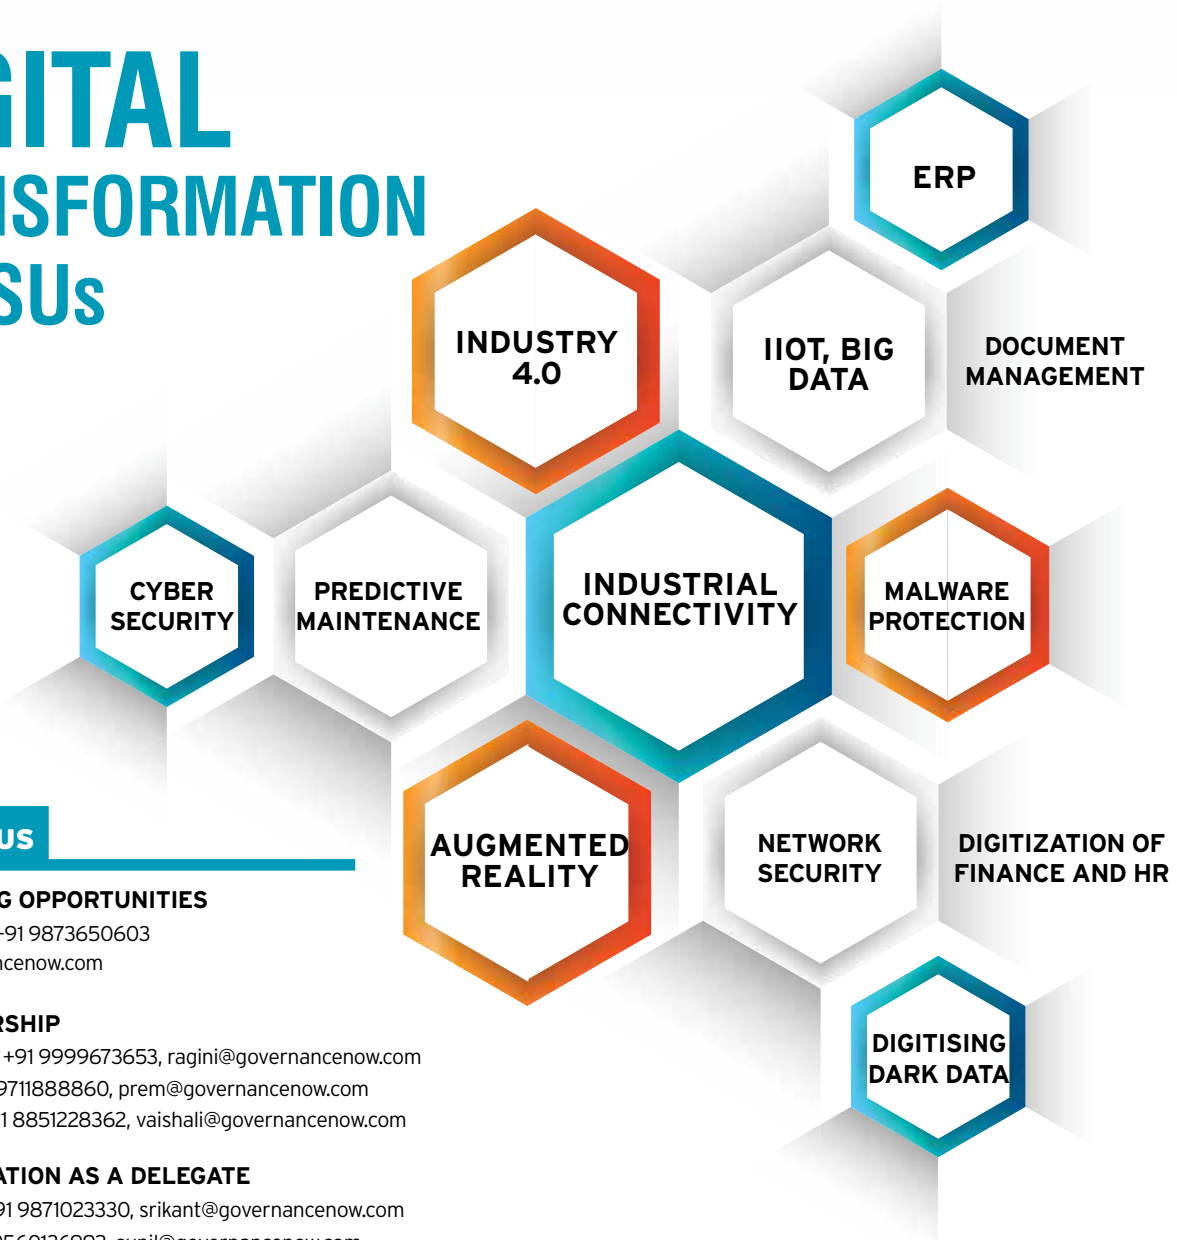 GITAL
NSFORMATION
SUs
ERP
INDUSTRY
4.0
IIOT, BIG
DATA
DOCUMENT
MANAGEMENT
CYBER
SECURITY
PREDICTIVE
MAINTENANCE
INDUSTRIAL
CONNECTIVITY
MALWARE
PROTECTION
AUGMENTED
REALITY
NETWORK
SECURITY
DIGITIZATION OF
FINANCE AND HR
DIGITISING
DARK DATA
US
G OPPORTUNITIES
+91 9873650603
ncenow.com
RSHIP
+91 9999673653, ragini@governancenow.com
9711888860, prem@governancenow.com
1 8851228362, vaishali@governancenow.com
ATION AS A DELEGATE
91 9871023330, srikant@governancenow.com